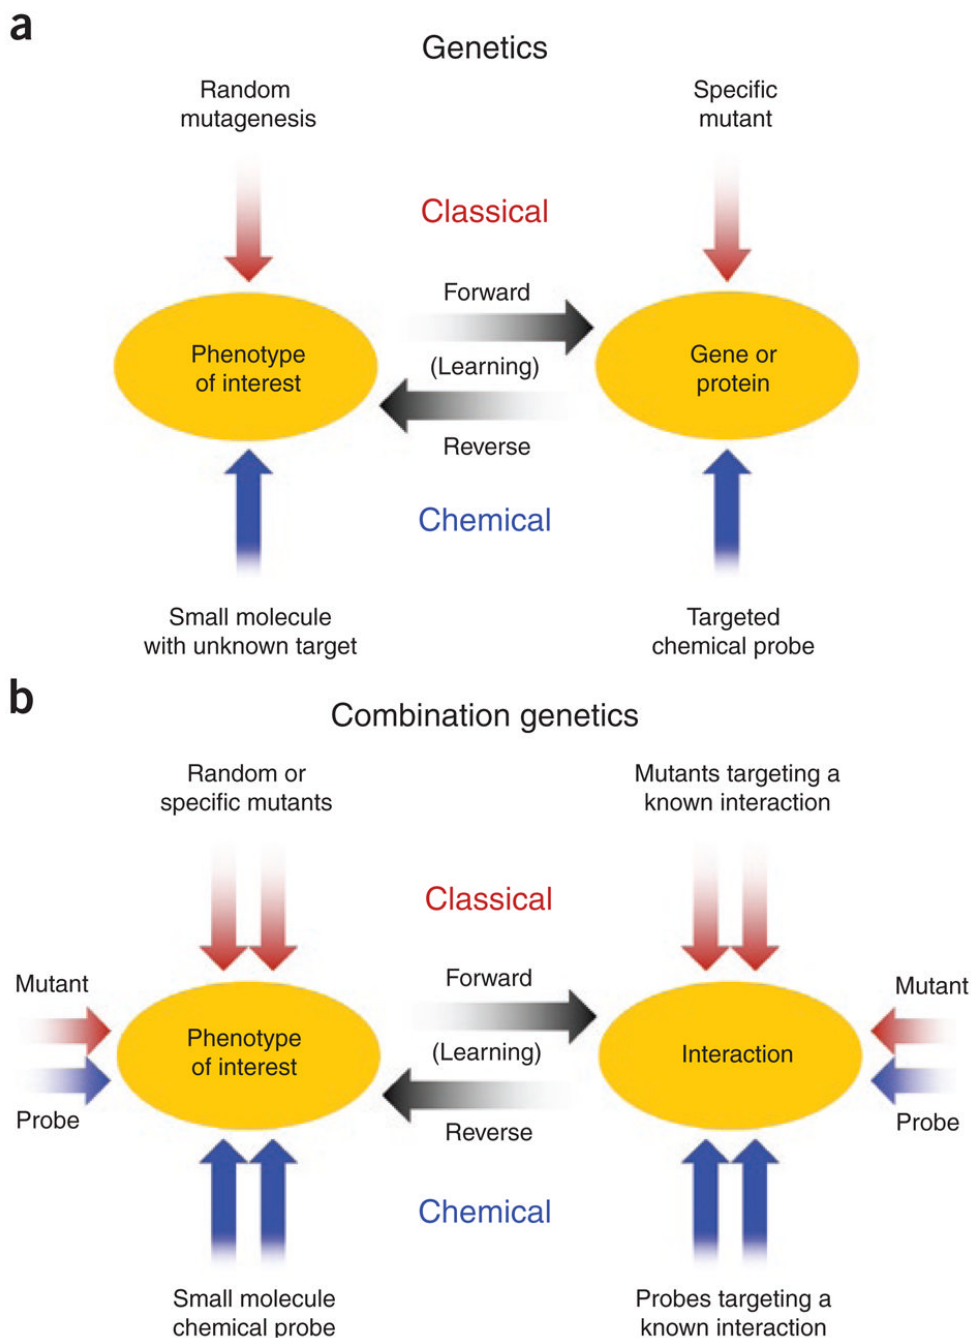 a
Genetics
Random
mutagenesis
Specific
mutant
Classical
Forward
Phenotype
of interest
(Learning)
Gene or
protein
Reverse
Chemical
Small molecule
with unknown target
Targeted
chemical probe
b
Combination genetics
Random or
specific mutants
Mutants targeting a
known interaction
Classical
Mutant
Forward
Mutant
Phenotype
of interest
(Learning)
Interaction
Probe
Reverse
Probe
Chemical
Small molecule
chemical probe
Probes targeting a
known interaction